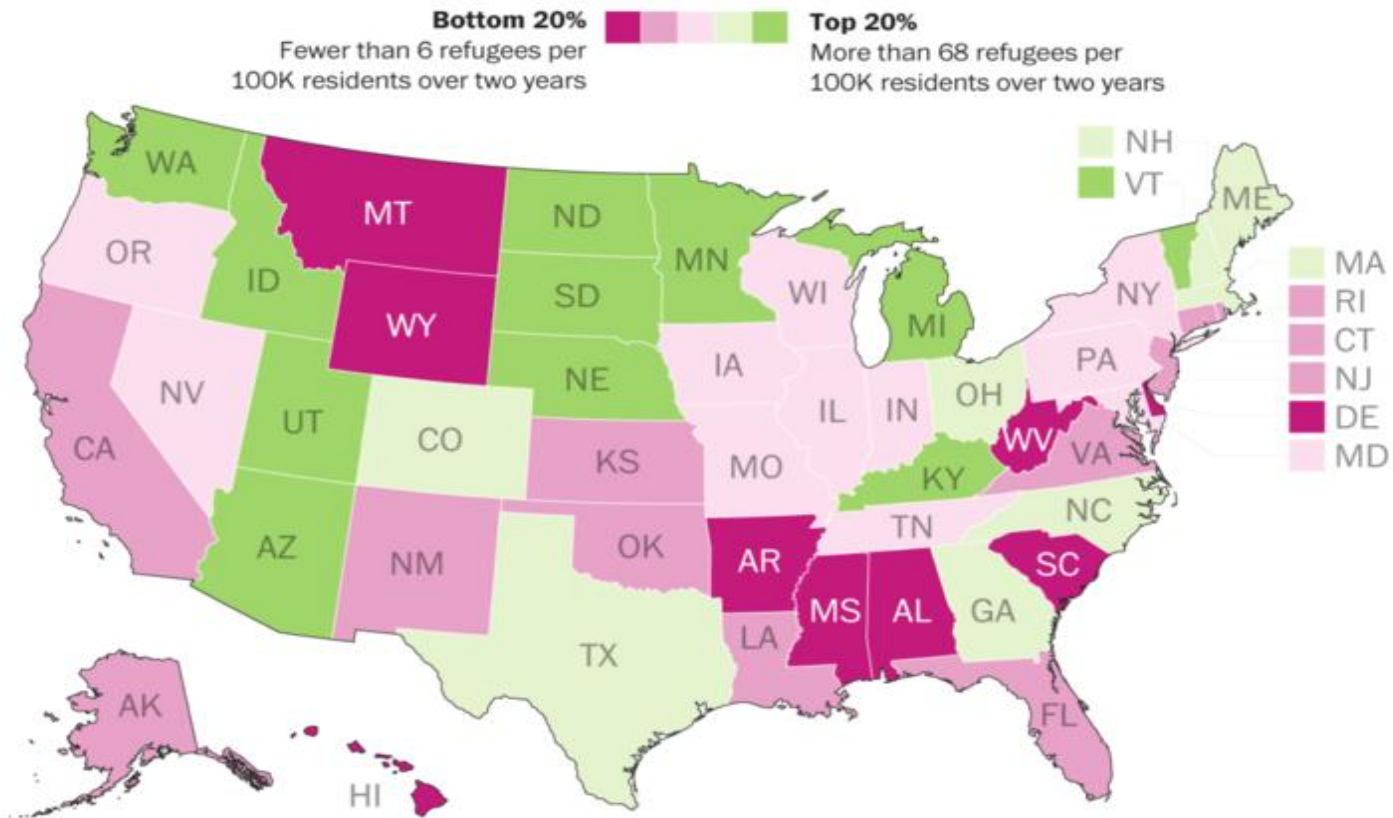 Bottom 20%
Fewer than 6 refugees per
100K residents over two years
Top 20%
More than 68 refugees per
100K residents over two years
NH
VT
WA
MT
ND
MN
ME
OR
ID
SD
WI
MI
NY
MA
RI
CT
NJ
DE
MD
WY
IA
PA
NV
UT
CO
NE
IL
IN
OH
WV
VA
CA
KS
MO
KY
NC
TN
AZ
NM
OK
AR
SC
MS
AL
GA
TX
LA
FL
AK
HI